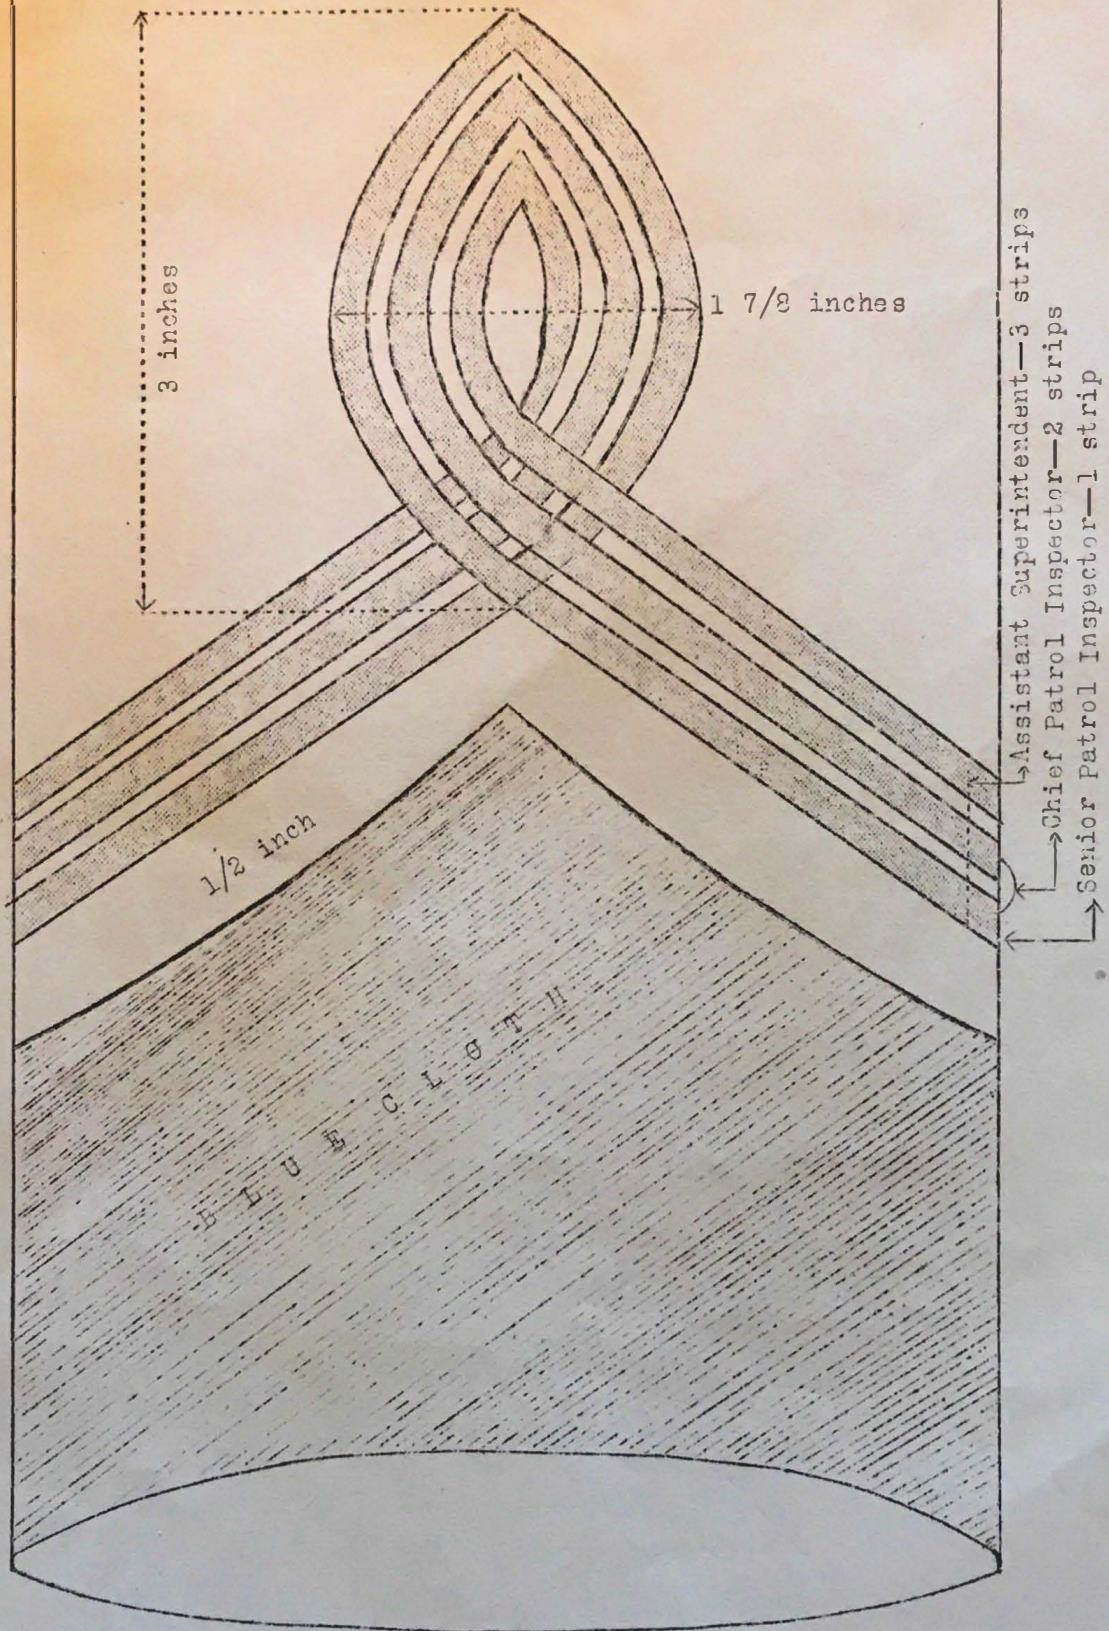 3 inches
1 7/8 inches
Assistant Superintendent—3 strips
Chief Patrol Inspector—2 strips
Senior Patrol Inspector—1 strip
1/2 inch
BLUE CLOTH